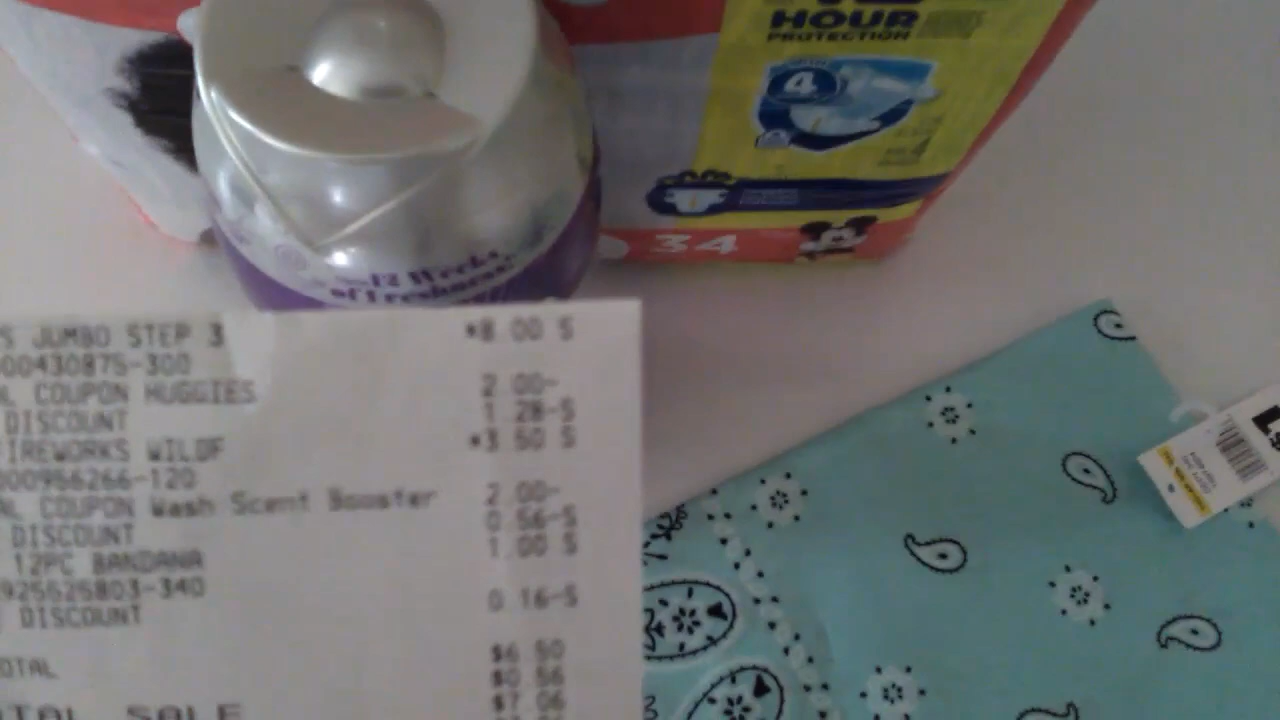 HOUR
PROTECTION
4
34
12 Weeks
of Freshness
S JUMBO STEP 3 *8.00 S
00430875-300
L COUPON HUGGIES 2.00-
DISCOUNT 1.28-S
FIREWORKS WILDF *3.50 S
000966266-120
NL COUPON Wash Scent Booster 2.00-
DISCOUNT 0.56-S
12PC BANDANA 1.00 S
925625803-340
DISCOUNT 0.16-S
OTAL $6.50
$0.56
TAL SALE $7.06